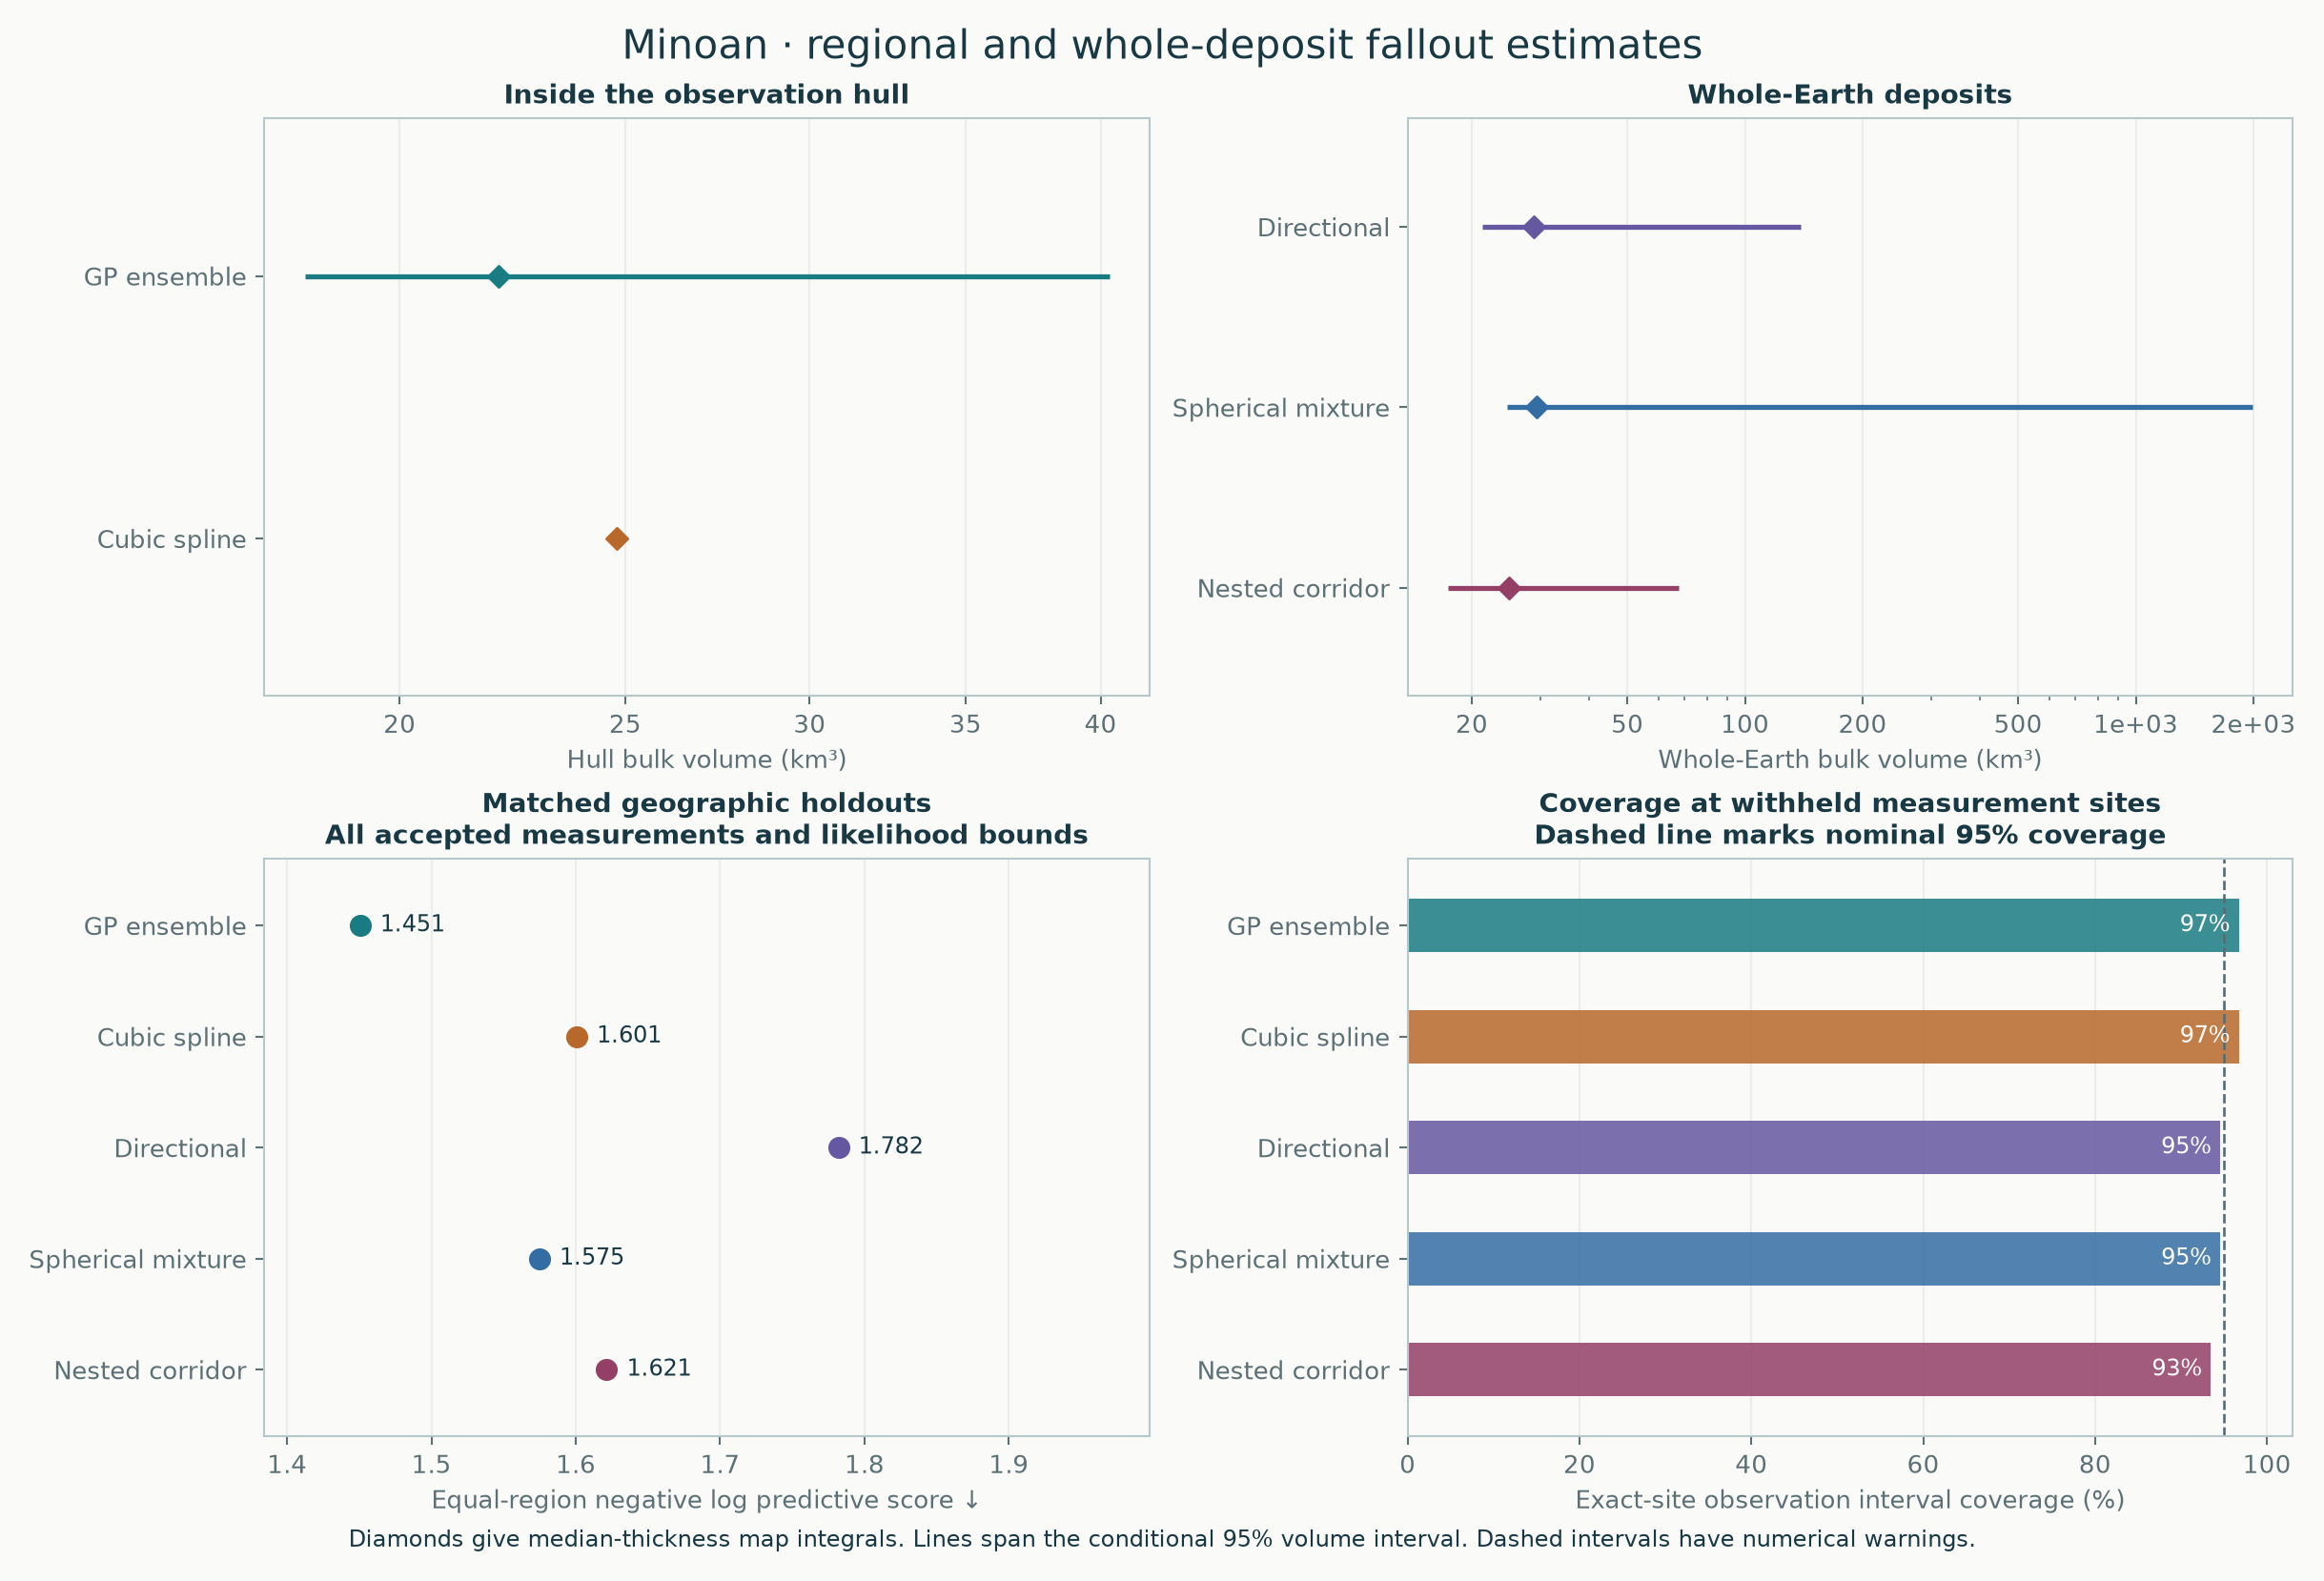 Minoan · regional and whole-deposit fallout estimates
Inside the observation hull
GP ensemble
Cubic spline
20 25 30 35 40
Hull bulk volume (km³)
Whole-Earth deposits
Directional
Spherical mixture
Nested corridor
20 50 100 200 500 1e+03 2e+03
Whole-Earth bulk volume (km³)
Matched geographic holdouts
All accepted measurements and likelihood bounds
GP ensemble 1.451
Cubic spline 1.601
Directional 1.782
Spherical mixture 1.575
Nested corridor 1.621
1.4 1.5 1.6 1.7 1.8 1.9
Equal-region negative log predictive score ↓
Coverage at withheld measurement sites
Dashed line marks nominal 95% coverage
GP ensemble 97%
Cubic spline 97%
Directional 95%
Spherical mixture 95%
Nested corridor 93%
0 20 40 60 80 100
Exact-site observation interval coverage (%)
Diamonds give median-thickness map integrals. Lines span the conditional 95% volume interval. Dashed intervals have numerical warnings.